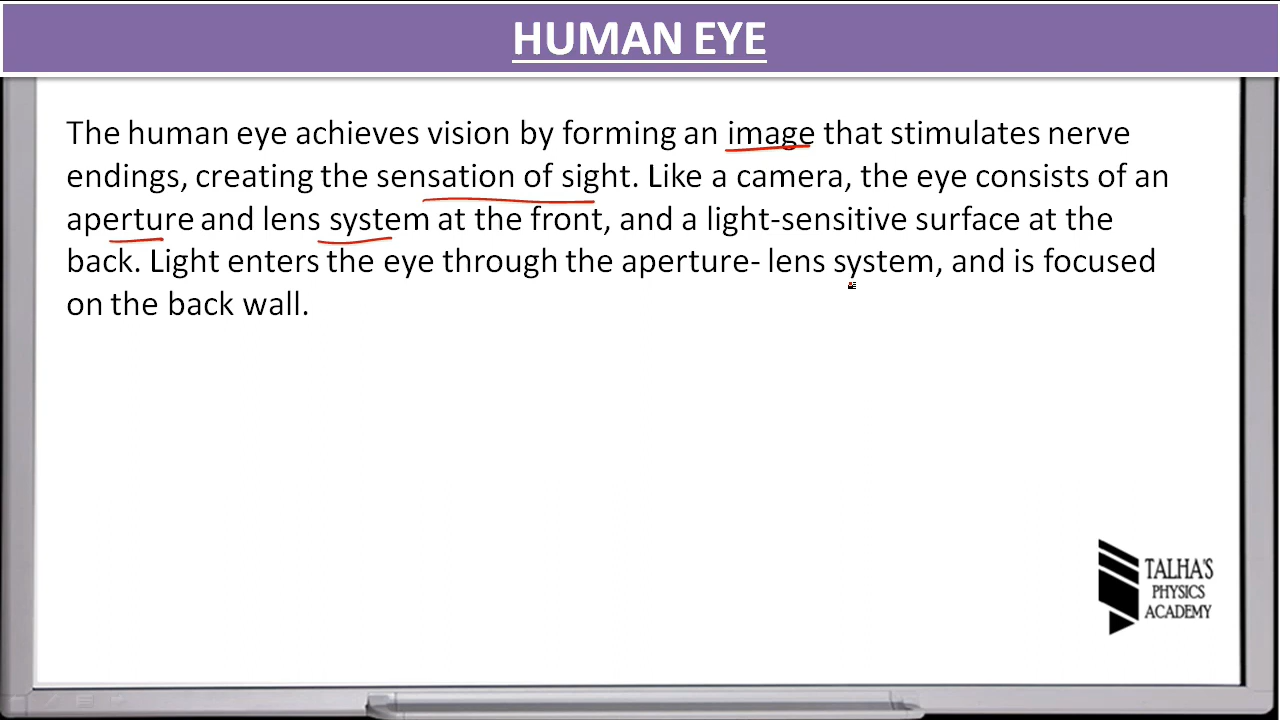 HUMAN EYE
The human eye achieves vision by forming an image that stimulates nerve
endings, creating the sensation of sight. Like a camera, the eye consists of an
aperture and lens system at the front, and a light-sensitive surface at the
back. Light enters the eye through the aperture- lens system, and is focused
on the back wall.
TALHA'S
PHYSICS
ACADEMY